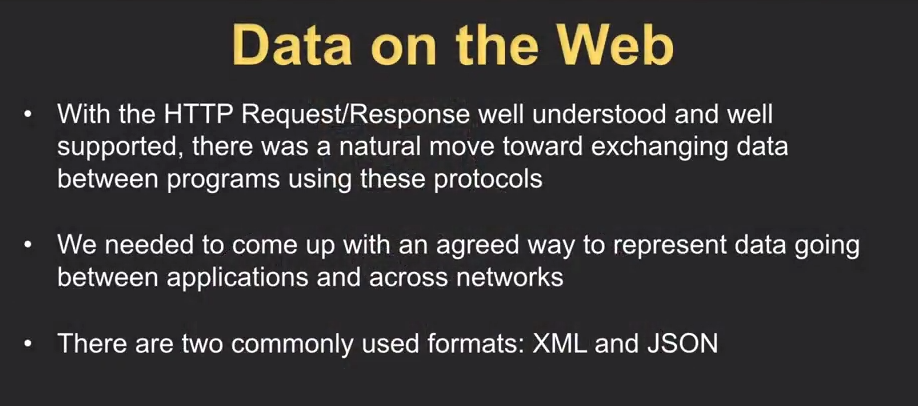 Data on the Web
• With the HTTP Request/Response well understood and well
supported, there was a natural move toward exchanging data
between programs using these protocols
• We needed to come up with an agreed way to represent data going
between applications and across networks
• There are two commonly used formats: XML and JSON